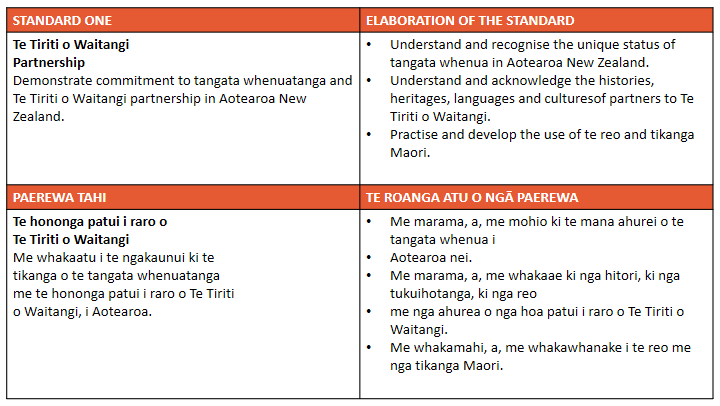 STANDARD ONE
Te Tiriti o Waitangi
Partnership
Demonstrate commitment to tangata whenuatanga and
Te Tiriti o Waitangi partnership in Aotearoa New
Zealand.
ELABORATION OF THE STANDARD
• Understand and recognise the unique status of
tangata whenua in Aotearoa New Zealand.
• Understand and acknowledge the histories,
heritages, languages and culturesof partners to Te
Tiriti o Waitangi.
• Practise and develop the use of te reo and tikanga
Maori.
PAEREWA TAHI
Te hononga patui i raro o
Te Tiriti o Waitangi
Me whakaatu i te ngakaunui ki te
tikanga o te tangata whenuatanga
me te hononga patui i raro o Te Tiriti
o Waitangi, i Aotearoa.
TE ROANGA ATU O NGĀ PAEREWA
• Me marama, a, me mohio ki te mana ahurei o te
tangata whenua i
• Aotearoa nei.
• Me marama, a, me whakaae ki nga hitori, ki nga
tukuihotanga, ki nga reo
• me nga ahurea o nga hoa patui i raro o Te Tiriti o
Waitangi.
• Me whakamahi, a, me whakawhanake i te reo me
nga tikanga Maori.